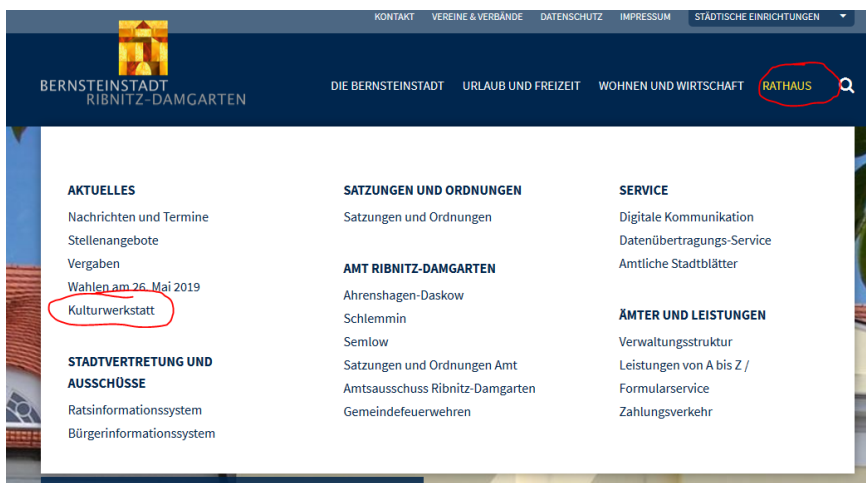 KONTAKT VEREINE & VERBÄNDE DATENSCHUTZ IMPRESSUM STÄDTISCHE EINRICHTUNGEN
BERNSTEINSTADT
RIBNITZ-DAMGARTEN
DIE BERNSTEINSTADT URLAUB UND FREIZEIT WOHNEN UND WIRTSCHAFT RATHAUS
AKTUELLES
Nachrichten und Termine
Stellenangebote
Vergaben
Wahlen am 26. Mai 2019
Kulturwerkstatt
STADTVERTRETUNG UND
AUSSCHÜSSE
Ratsinformationssystem
Bürgerinformationssystem
SATZUNGEN UND ORDNUNGEN
Satzungen und Ordnungen
AMT RIBNITZ-DAMGARTEN
Ahrenshagen-Daskow
Schlemmin
Semlow
Satzungen und Ordnungen Amt
Amtsausschuss Ribnitz-Damgarten
Gemeindefeuerwehren
SERVICE
Digitale Kommunikation
Datenübertragungs-Service
Amtliche Stadtblätter
ÄMTER UND LEISTUNGEN
Verwaltungsstruktur
Leistungen von A bis Z /
Formularservice
Zahlungsverkehr